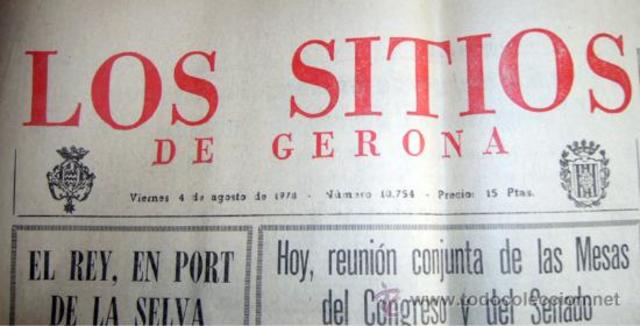 LOS SITIOS
DE GERONA
Viernes 4 de agosto de 1978 - Número 10.754 - Precio: 15 Ptas.
EL REY, EN PORT
DE LA SELVA
Hoy, reunión conjunta de las Mesas
del Congreso y del Senado
www.todocoleccion.net